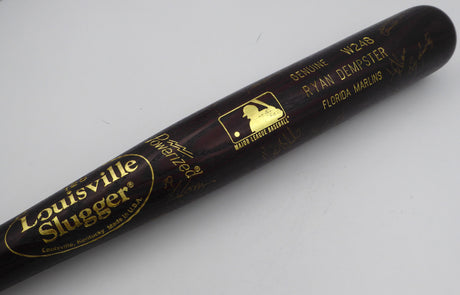 GENUINE W248
RYAN DEMPSTER
FLORIDA MARLINS
MAJOR LEAGUE BASEBALL
Powerized®
Louisville
Slugger®
Louisville, Kentucky. Made in U.S.A.